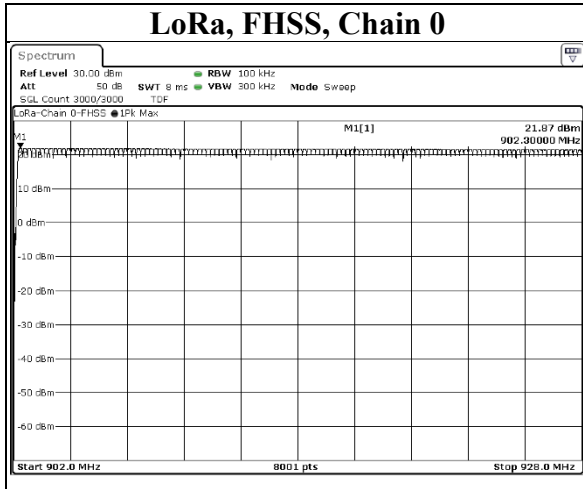 LoRa, FHSS, Chain 0
Spectrum
Ref Level 30.00 dBm RBW 100 kHz
Att 50 dB SWT 8 ms VBW 300 kHz Mode Sweep
SGL Count 3000/3000 TDF
LoRa-Chain 0-FHSS 1Pk Max
M1[1] 21.87 dBm
902.30000 MHz
M1
20 dBm
10 dBm
0 dBm
-10 dBm
-20 dBm
-30 dBm
-40 dBm
-50 dBm
-60 dBm
Start 902.0 MHz 8001 pts Stop 928.0 MHz